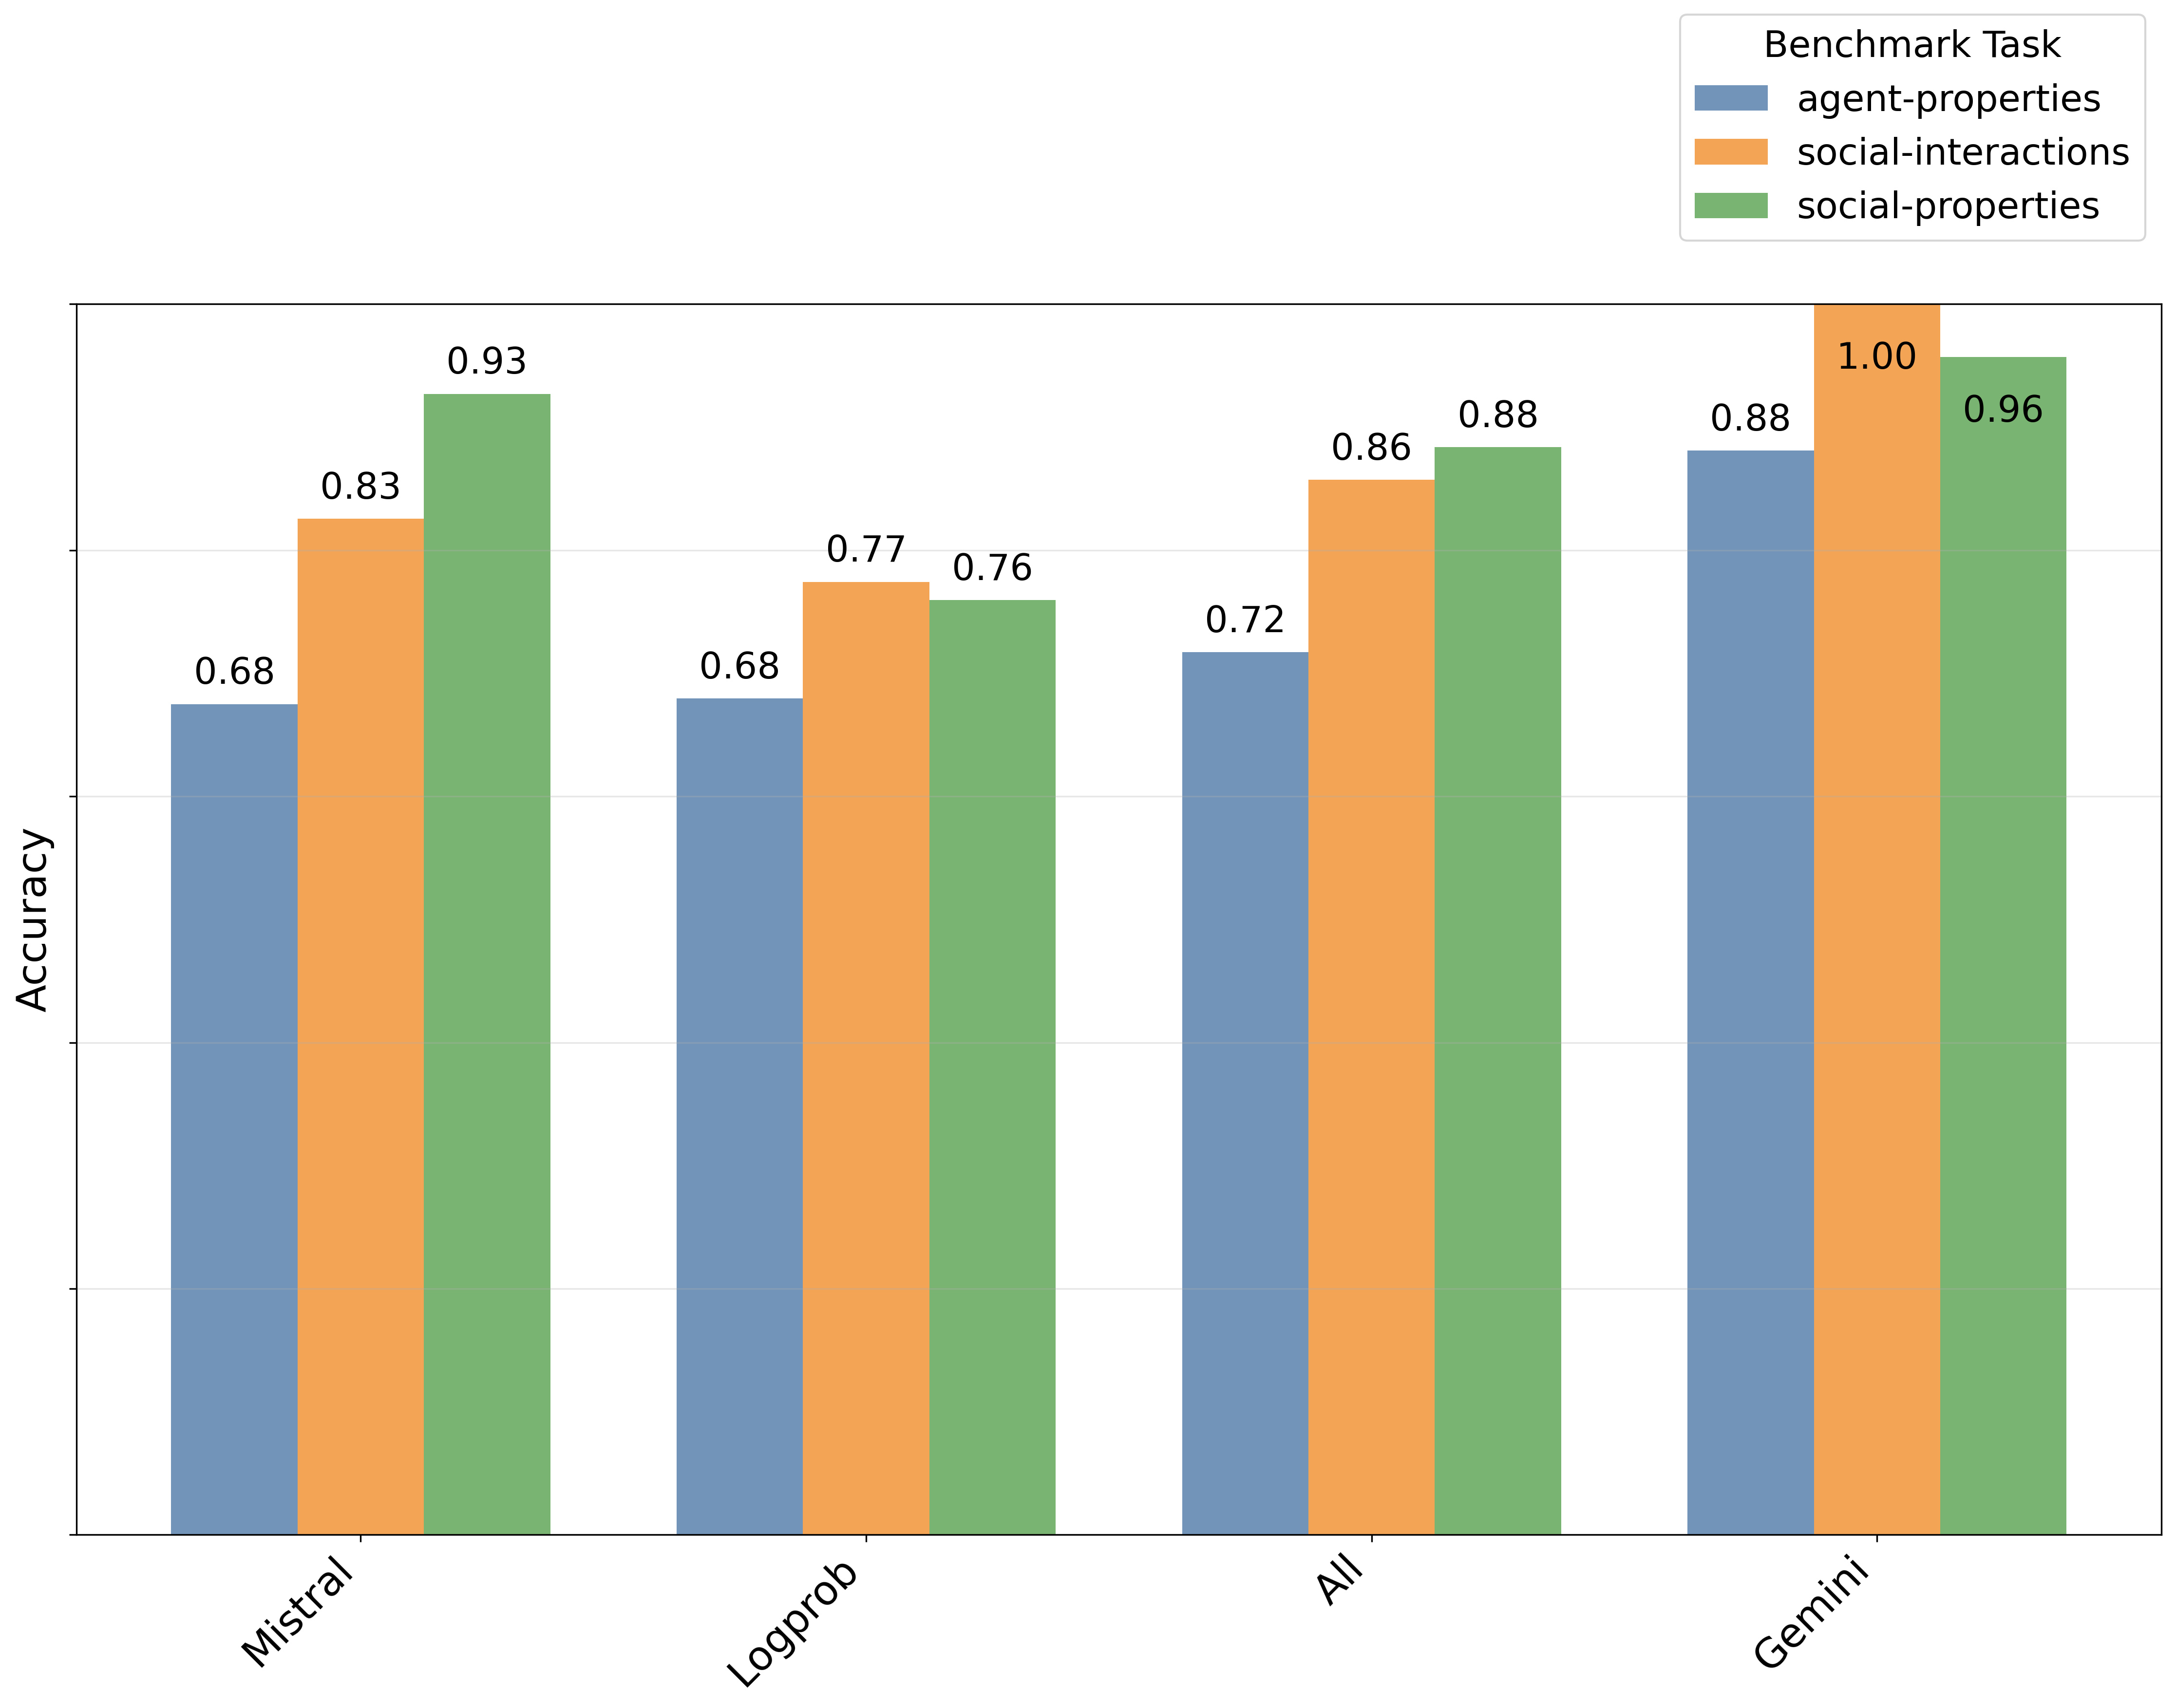 Benchmark Task
agent-properties
social-interactions
social-properties
Accuracy
0.68
0.83
0.93
0.68
0.77
0.76
0.72
0.86
0.88
0.88
1.00
0.96
Mistral
Logprob
All
Gemini